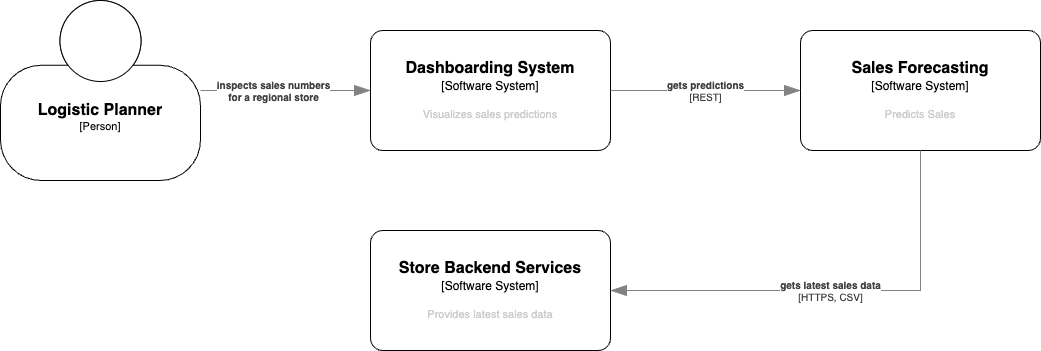 Logistic Planner
[Person]
inspects sales numbers
for a regional store
Dashboarding System
[Software System]
Visualizes sales predictions
gets predictions
[REST]
Sales Forecasting
[Software System]
Predicts Sales
Store Backend Services
[Software System]
Provides latest sales data
gets latest sales data
[HTTPS, CSV]